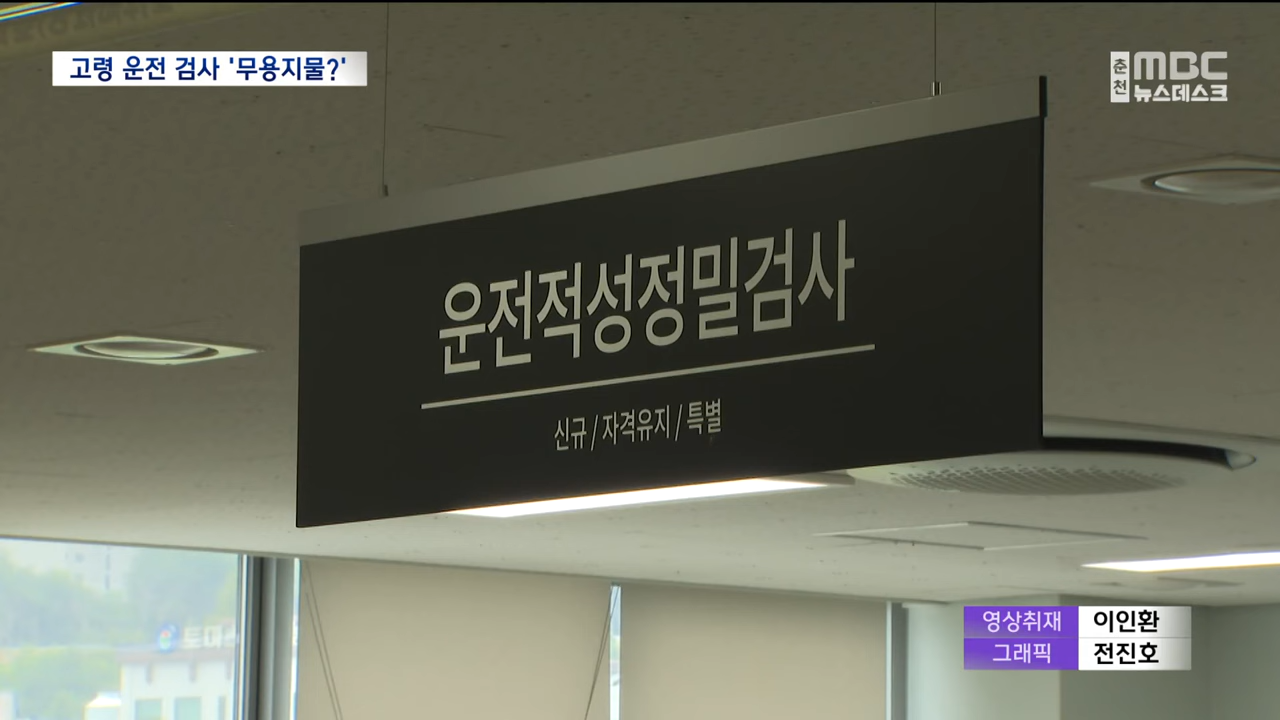 고령 운전 검사 '무용지물?'
춘천 MBC
뉴스데스크
운전적성정밀검사
신규/자격유지/특별
영상취재 이인환
그래픽 전진호